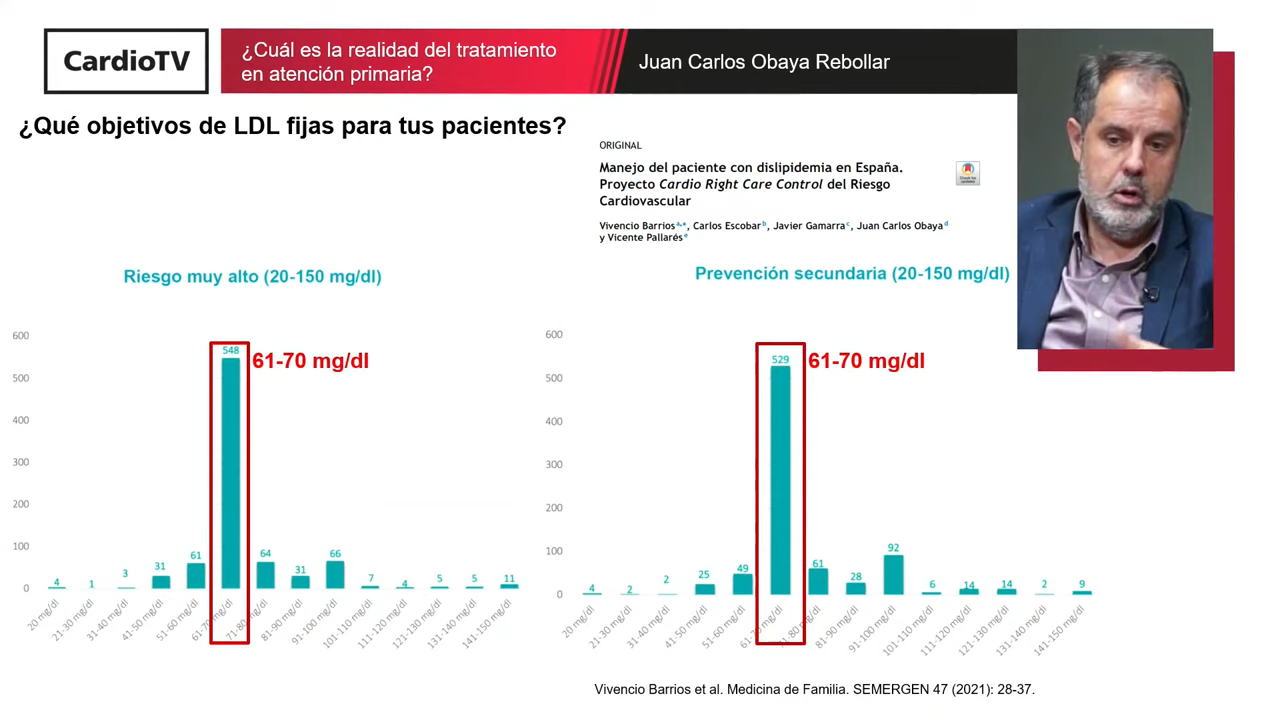 CardioTV
¿Cuál es la realidad del tratamiento
en atención primaria?
Juan Carlos Obaya Rebollar
¿Qué objetivos de LDL fijas para tus pacientes?
ORIGINAL
Manejo del paciente con dislipidemia en España.
Proyecto Cardio Right Care Control del Riesgo
Cardiovascular
Check for updates
Vivencio Barrios a,*, Carlos Escobar b, Javier Gamarra c, Juan Carlos Obaya d
y Vicente Pallarés e
Riesgo muy alto (20-150 mg/dl)
600
500
400
300
200
100
0
4
1
3
31
61
548
64
31
66
7
4
5
5
11
61-70 mg/dl
20 mg/dl
21-30 mg/dl
31-40 mg/dl
41-50 mg/dl
51-60 mg/dl
61-70 mg/dl
71-80 mg/dl
81-90 mg/dl
91-100 mg/dl
101-110 mg/dl
111-120 mg/dl
121-130 mg/dl
131-140 mg/dl
141-150 mg/dl
Prevención secundaria (20-150 mg/dl)
600
500
400
300
200
100
0
4
2
2
25
49
529
61
28
92
6
14
14
2
9
61-70 mg/dl
20 mg/dl
21-30 mg/dl
31-40 mg/dl
41-50 mg/dl
51-60 mg/dl
61-70 mg/dl
71-80 mg/dl
81-90 mg/dl
91-100 mg/dl
101-110 mg/dl
111-120 mg/dl
121-130 mg/dl
131-140 mg/dl
141-150 mg/dl
Vivencio Barrios et al. Medicina de Familia. SEMERGEN 47 (2021): 28-37.